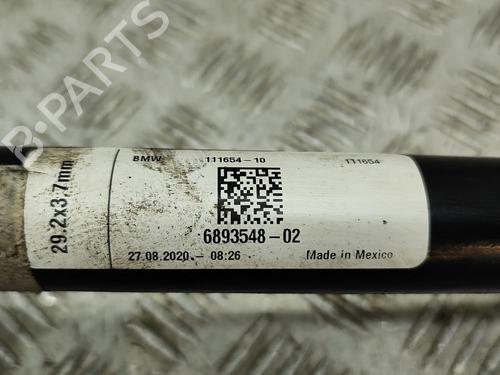 29.2x3.7mm
BMW 111654-10 111654
6893548-02
27.08.2020 - 08:26 Made in Mexico
B-Parts